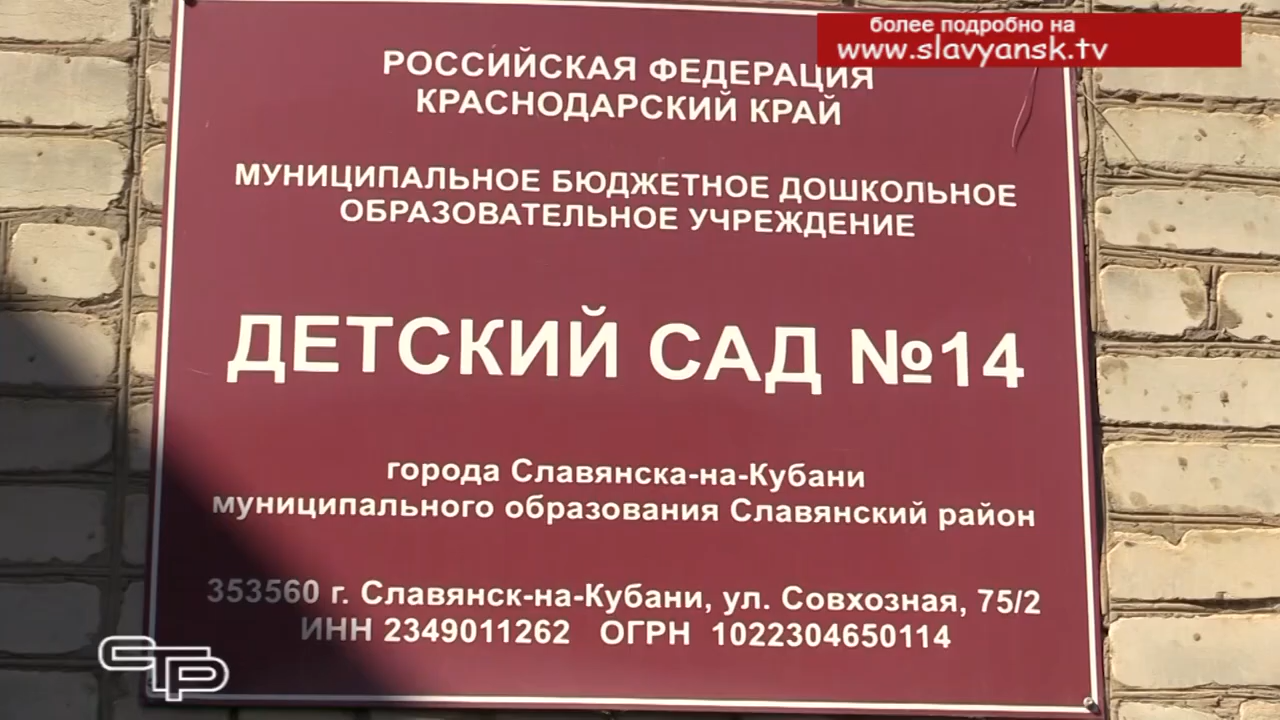 более подробно на
www.slavyansk.tv
РОССИЙСКАЯ ФЕДЕРАЦИЯ
КРАСНОДАРСКИЙ КРАЙ
МУНИЦИПАЛЬНОЕ БЮДЖЕТНОЕ ДОШКОЛЬНОЕ
ОБРАЗОВАТЕЛЬНОЕ УЧРЕЖДЕНИЕ
ДЕТСКИЙ САД №14
города Славянска-на-Кубани
муниципального образования Славянский район
353560 г. Славянск-на-Кубани, ул. Совхозная, 75/2
ИНН 2349011262 ОГРН 1022304650114
СТР